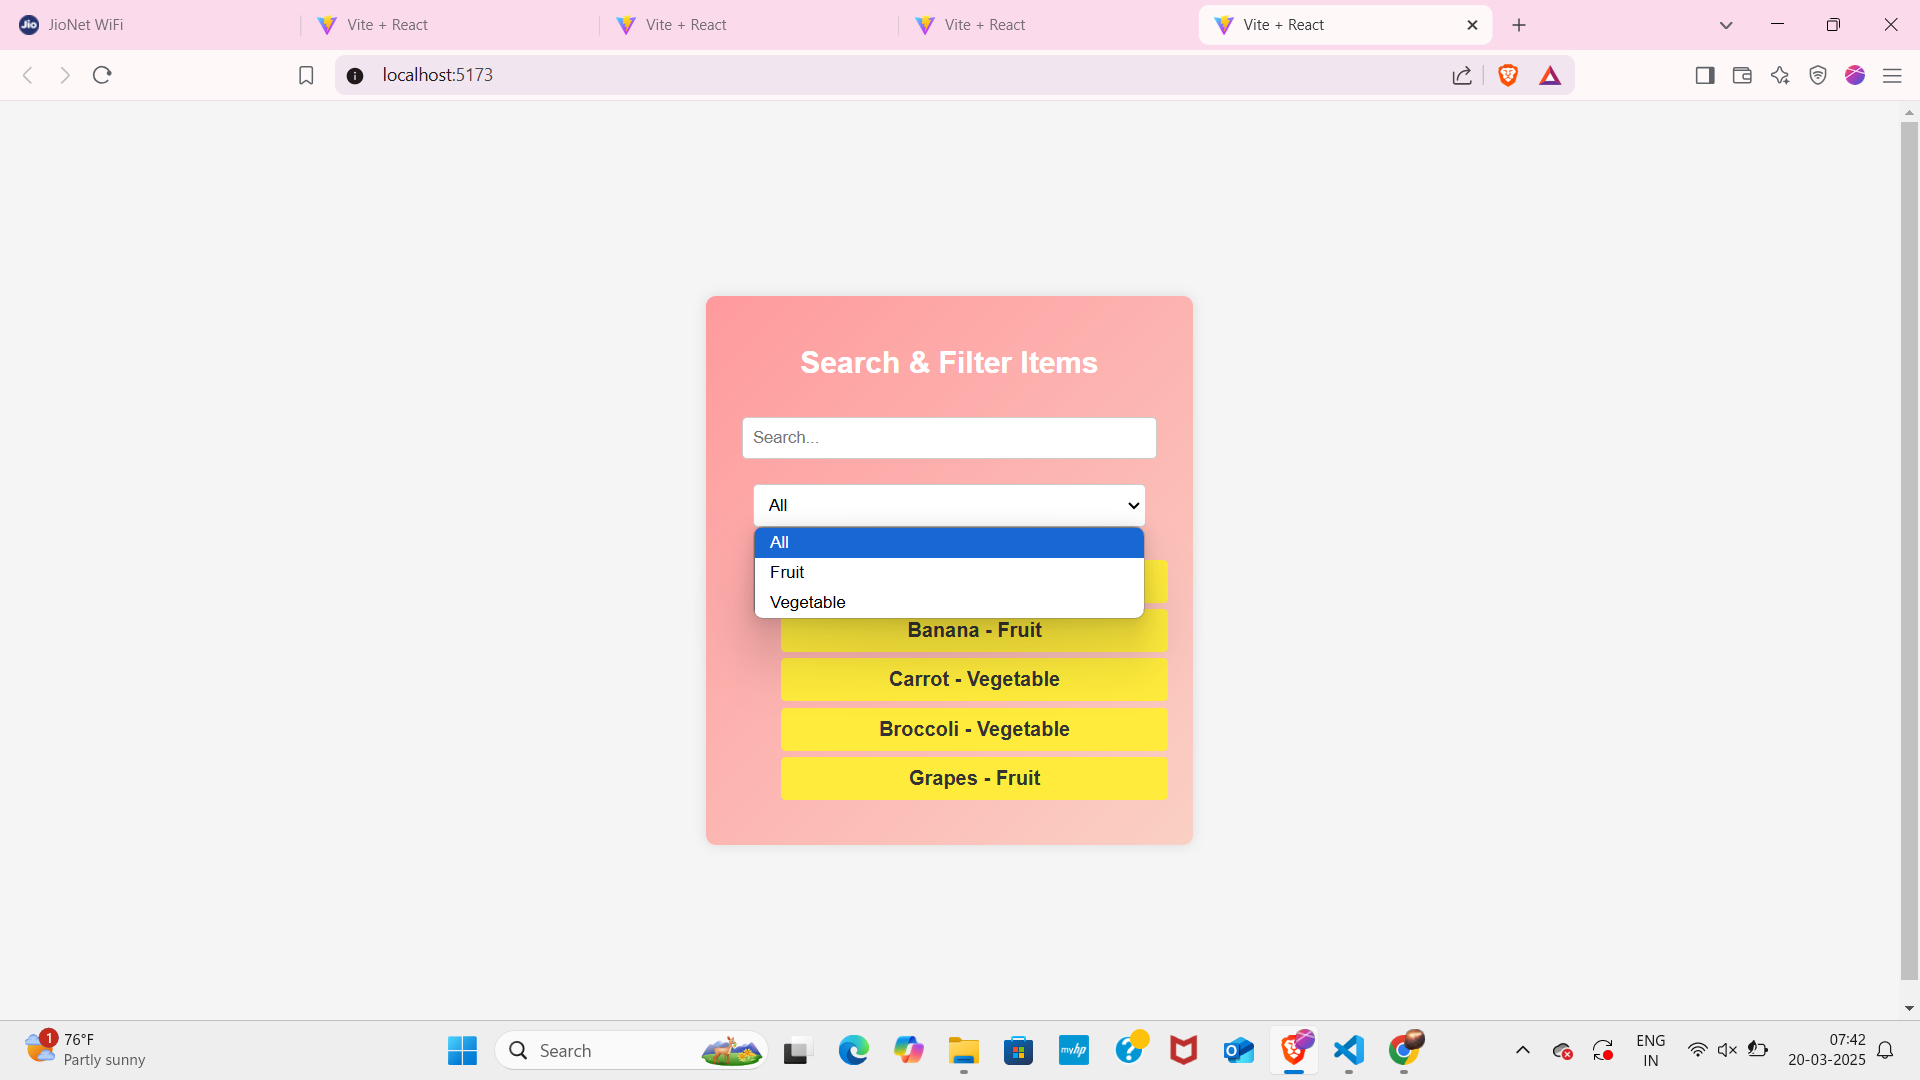 JioNet WiFi
Vite + React
Vite + React
Vite + React
Vite + React
localhost:5173
Search & Filter Items
Search...
All
All
Fruit
Vegetable
Banana - Fruit
Carrot - Vegetable
Broccoli - Vegetable
Grapes - Fruit
1
76°F
Partly sunny
Search
myhp
ENG
IN
07:42
20-03-2025